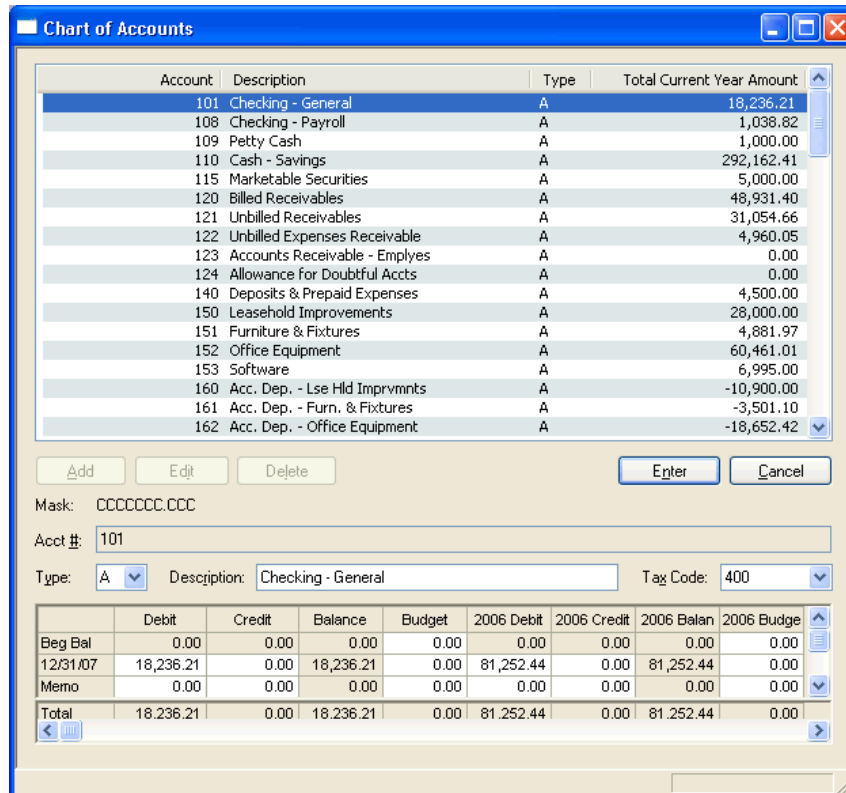 Chart of Accounts
Account Description Type Total Current Year Amount
101 Checking - General A 18,236.21
108 Checking - Payroll A 1,038.82
109 Petty Cash A 1,000.00
110 Cash - Savings A 292,162.41
115 Marketable Securities A 5,000.00
120 Billed Receivables A 48,931.40
121 Unbilled Receivables A 31,054.66
122 Unbilled Expenses Receivable A 4,960.05
123 Accounts Receivable - Emplyes A 0.00
124 Allowance for Doubtful Accts A 0.00
140 Deposits & Prepaid Expenses A 4,500.00
150 Leasehold Improvements A 28,000.00
151 Furniture & Fixtures A 4,881.97
152 Office Equipment A 60,461.01
153 Software A 6,995.00
160 Acc. Dep. - Lse Hld Imprvmnts A -10,900.00
161 Acc. Dep. - Furn. & Fixtures A -3,501.10
162 Acc. Dep. - Office Equipment A -18,652.42
Add Edit Delete Enter Cancel
Mask: CCCCCCC.CCC
Acct #: 101
Type: A Description: Checking - General Tax Code: 400
Debit Credit Balance Budget 2006 Debit 2006 Credit 2006 Balan 2006 Budge
Beg Bal 0.00 0.00 0.00 0.00 0.00 0.00 0.00 0.00
12/31/07 18,236.21 0.00 18,236.21 0.00 81,252.44 0.00 81,252.44 0.00
Memo 0.00 0.00 0.00 0.00 0.00 0.00 0.00 0.00
Total 18,236.21 0.00 18,236.21 0.00 81,252.44 0.00 81,252.44 0.00